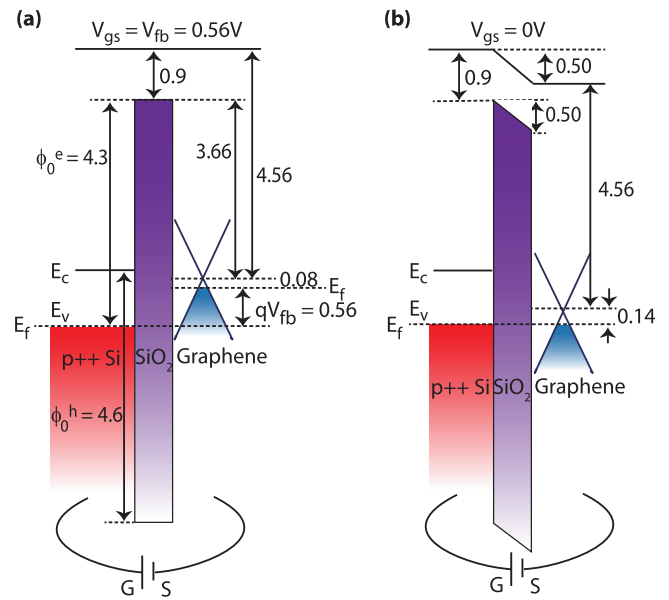 (a)
V_gs = V_fb = 0.56V
0.9
3.66
4.56
ϕ_0^e = 4.3
E_c
0.08
E_f
E_v
qV_fb = 0.56
E_f
p++ Si
SiO_2
Graphene
ϕ_0^h = 4.6
G
S
(b)
V_gs = 0V
0.50
0.9
0.50
4.56
E_c
E_v
0.14
E_f
p++ Si
SiO_2
Graphene
G
S